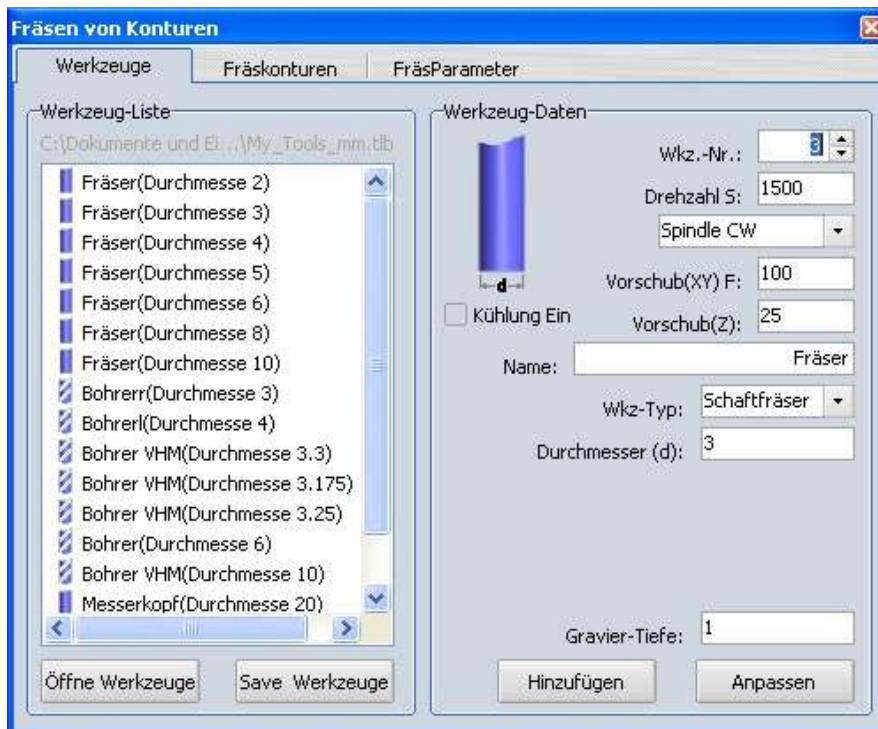 Fräsen von Konturen
Werkzeuge
Fräskonturen
FräsParameter
Werkzeug-Liste
C:\Dokumente und Ei...\My_Tools_mm.tlb
Fräser(Durchmesse 2)
Fräser(Durchmesse 3)
Fräser(Durchmesse 4)
Fräser(Durchmesse 5)
Fräser(Durchmesse 6)
Fräser(Durchmesse 8)
Fräser(Durchmesse 10)
Bohrerr(Durchmesse 3)
Bohrerl(Durchmesse 4)
Bohrer VHM(Durchmesse 3.3)
Bohrer VHM(Durchmesse 3.175)
Bohrer VHM(Durchmesse 3.25)
Bohrer(Durchmesse 6)
Bohrer VHM(Durchmesse 10)
Messerkopf(Durchmesse 20)
Öffne Werkzeuge
Save Werkzeuge
Werkzeug-Daten
d
Kühlung Ein
Wkz.-Nr.: 3
Drehzahl S: 1500
Spindle CW
Vorschub(XY) F: 100
Vorschub(Z): 25
Name: Fräser
Wkz-Typ: Schaftfräser
Durchmesser (d): 3
Gravier-Tiefe: 1
Hinzufügen
Anpassen